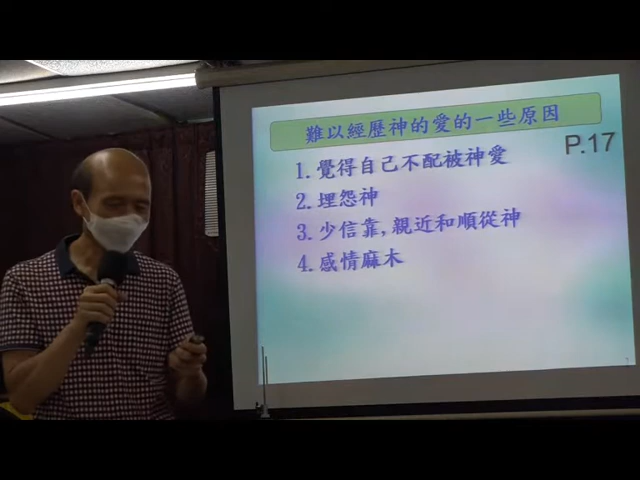 難以經歷神的愛的一些原因
P.17
1. 覺得自己不配被神愛
2. 埋怨神
3. 少信靠,親近和順從神
4. 感情麻木